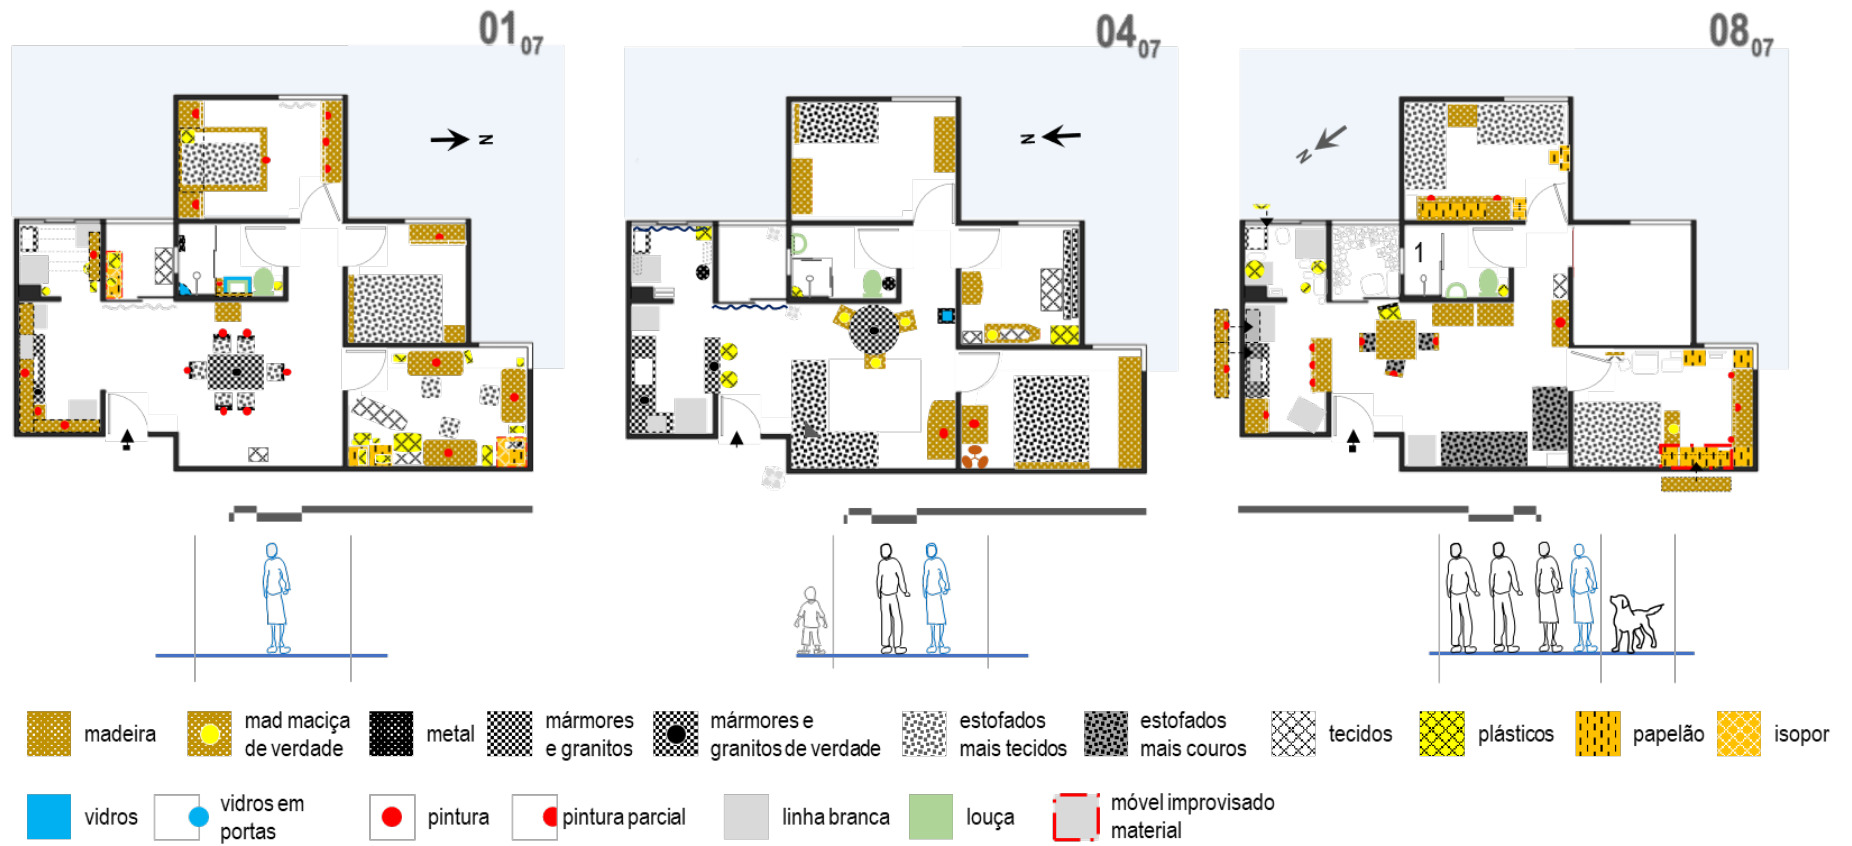 01 07
04 07
08 07
N
N
N
1
madeira
mad maciça
de verdade
metal
mármores
e granitos
mármores e
granitos de verdade
estofados
mais tecidos
estofados
mais couros
tecidos
plásticos
papelão
isopor
vidros
vidros em
portas
pintura
pintura parcial
linha branca
louça
móvel improvisado
material